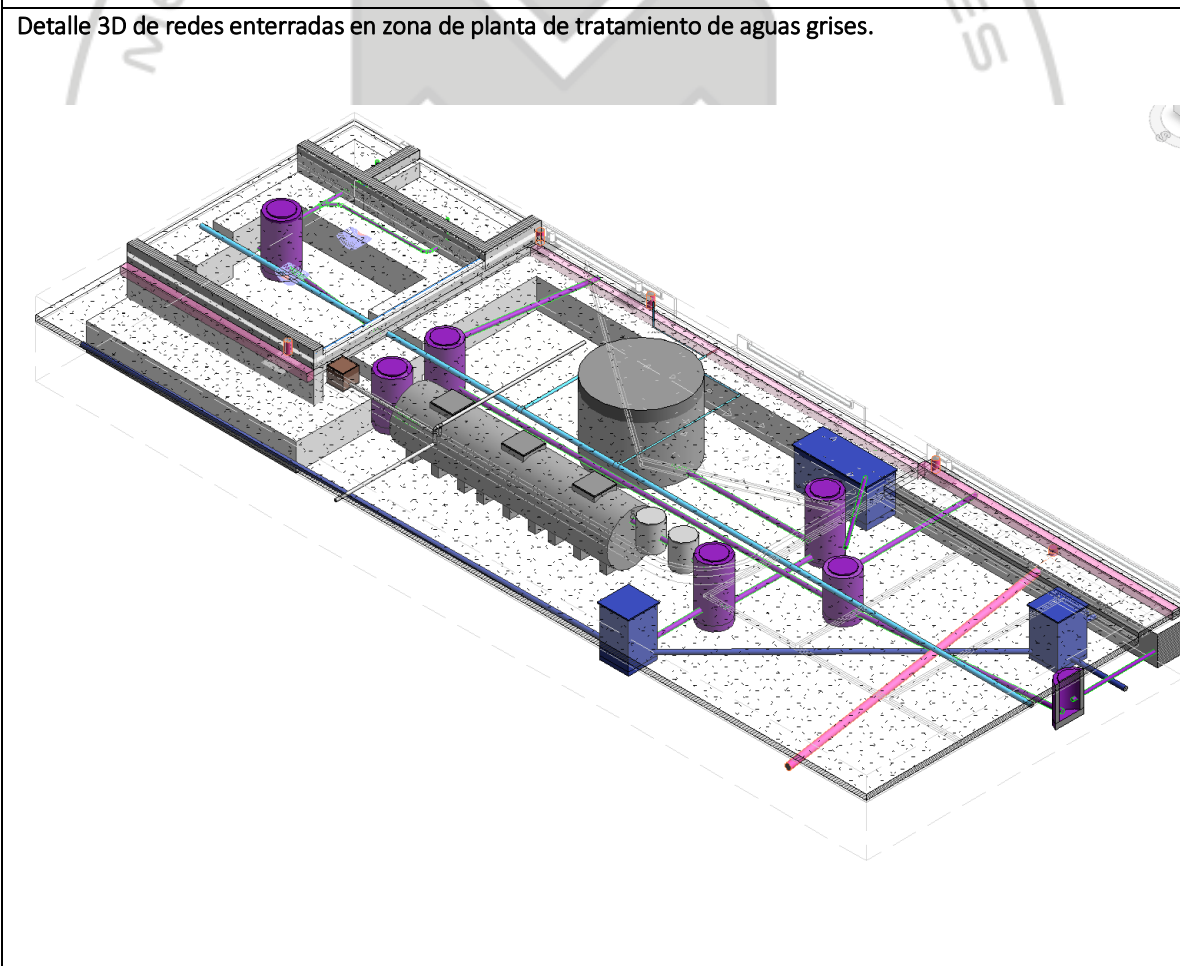 Detalle 3D de redes enterradas en zona de planta de tratamiento de aguas grises.